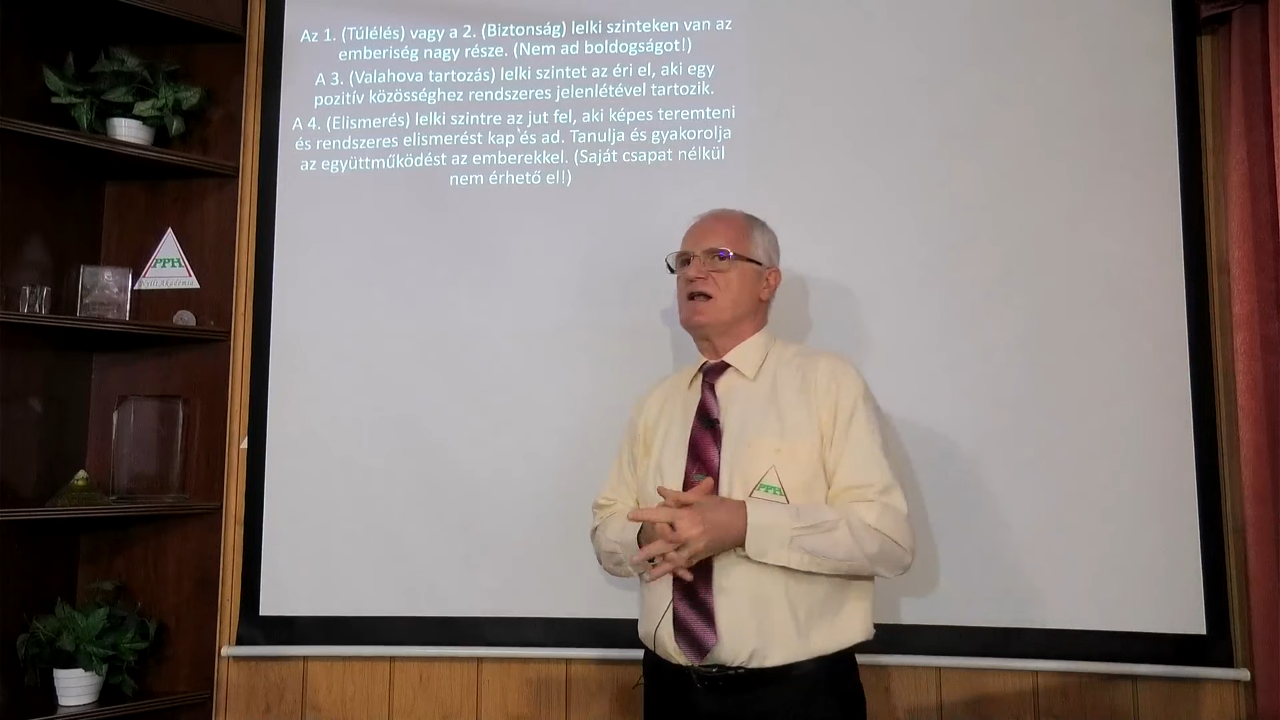 Az 1. (Túlélés) vagy a 2. (Biztonság) lelki szinteken van az
emberiség nagy része. (Nem ad boldogságot!)
A 3. (Valahova tartozás) lelki szintet az éri el, aki egy
pozitív közösséghez rendszeres jelenlétével tartozik.
A 4. (Elismerés) lelki szintre az jut fel, aki képes teremteni
és rendszeres elismerést kap és ad. Tanulja és gyakorolja
az együttműködést az emberekkel. (Saját csapat nélkül
nem érhető el!)
PPH
Nyílt Akadémia
PPH